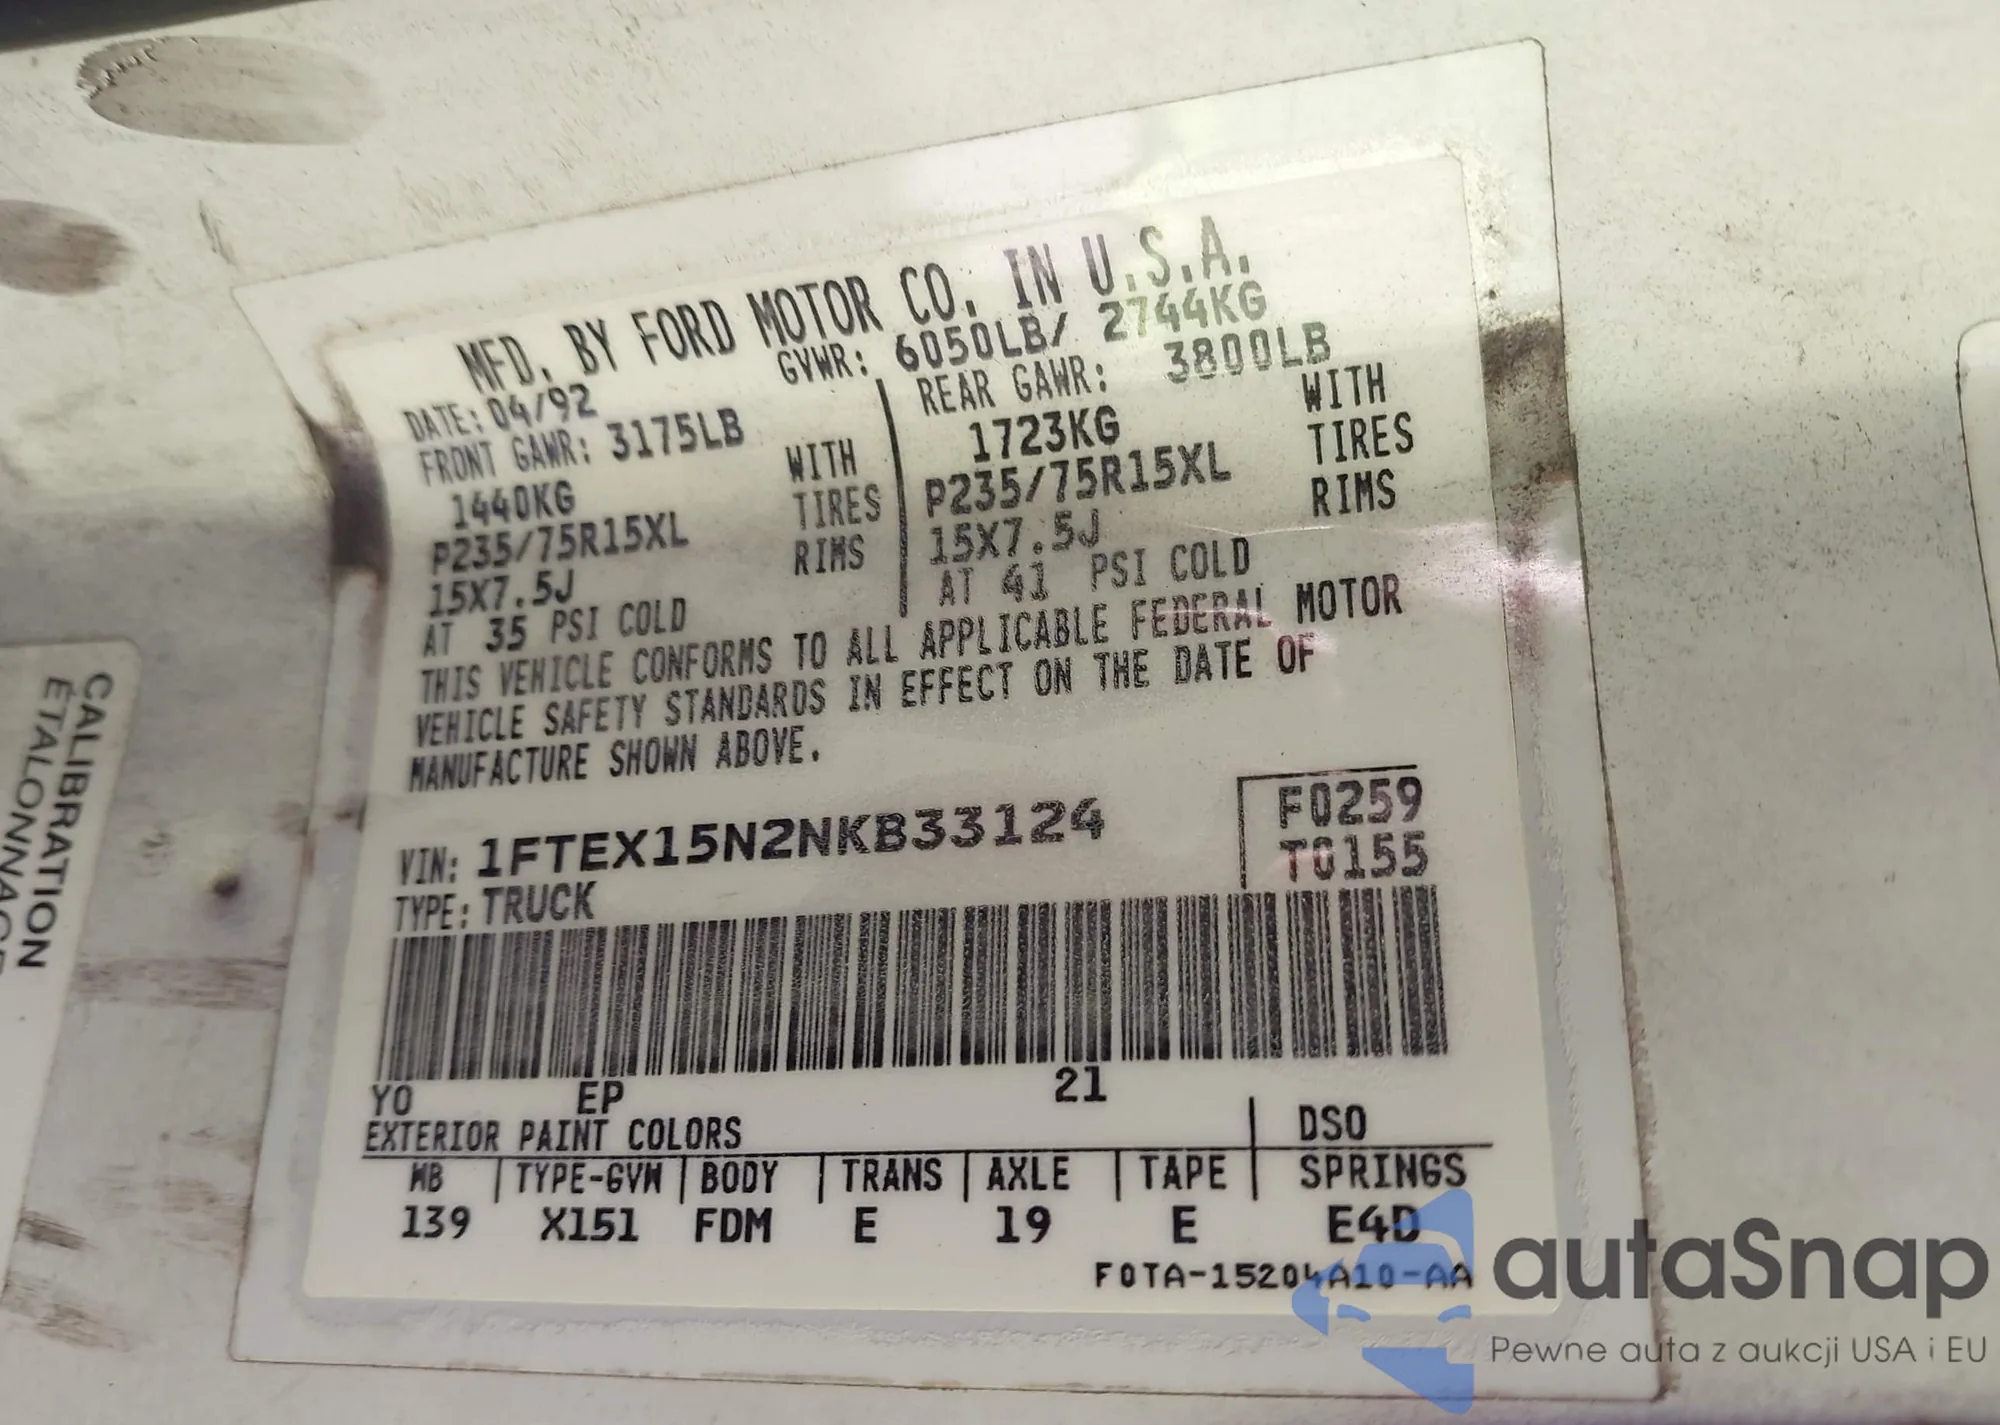 MFD. BY FORD MOTOR CO. IN U.S.A.
DATE: 04/92 GVWR: 6050LB/ 2744KG
FRONT GAWR: 3175LB REAR GAWR: 3800LB
1440KG WITH 1723KG WITH
P235/75R15XL TIRES P235/75R15XL TIRES
15X7.5J RIMS 15X7.5J RIMS
AT 35 PSI COLD AT 41 PSI COLD
THIS VEHICLE CONFORMS TO ALL APPLICABLE FEDERAL MOTOR
VEHICLE SAFETY STANDARDS IN EFFECT ON THE DATE OF
MANUFACTURE SHOWN ABOVE.
F0259
VIN: 1FTEX15N2NKB33124 T0155
TYPE: TRUCK
YO EP 21
EXTERIOR PAINT COLORS DSO
WB TYPE-GVW BODY TRANS AXLE TAPE SPRINGS
139 X151 FDM E 19 E E4D
F0TA-15204A10-AA
CALIBRATION
autaSnap
Pewne auta z aukcji USA i EU